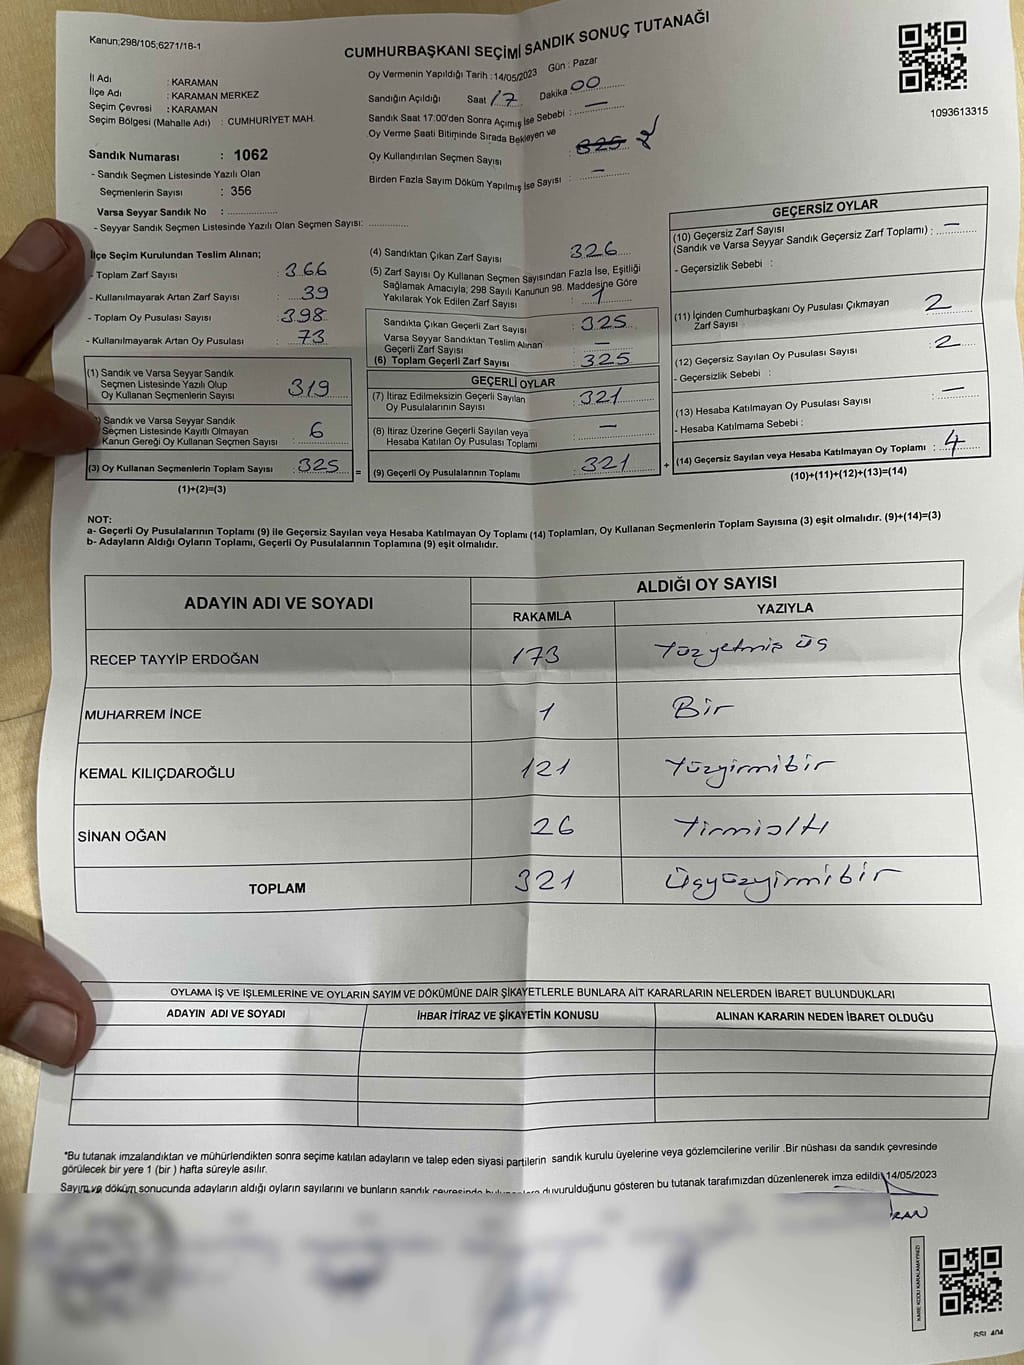 Kanun;298/105;6271/18-1
CUMHURBAŞKANI SEÇİMİ SANDIK SONUÇ TUTANAĞI
1093613315
İl Adı : KARAMAN
İlçe Adı : KARAMAN MERKEZ
Seçim Çevresi : KARAMAN
Seçim Bölgesi (Mahalle Adı) : CUMHURİYET MAH.
Sandık Numarası : 1062
- Sandık Seçmen Listesinde Yazılı Olan
Seçmenlerin Sayısı : 356
Varsa Seyyar Sandık No : ................
- Seyyar Sandık Seçmen Listesinde Yazılı Olan Seçmen Sayısı: .............
Oy Vermenin Yapıldığı Tarih : 14/05/2023 Gün : Pazar
Sandığın Açıldığı Saat 17 Dakika 00
Sandık Saat 17:00'den Sonra Açımış İse Sebebi : —
Oy Verme Saati Bitiminde Sırada Bekleyen ve
Oy Kullandırılan Seçmen Sayısı : 325
Birden Fazla Sayım Döküm Yapılmış İse Sayısı : —
İlçe Seçim Kurulundan Teslim Alınan;
- Toplam Zarf Sayısı : 366
- Kullanılmayarak Artan Zarf Sayısı : 39
- Toplam Oy Pusulası Sayısı : 398
- Kullanılmayarak Artan Oy Pusulası : 73
(1) Sandık ve Varsa Seyyar Sandık
Seçmen Listesinde Yazılı Olup
Oy Kullanan Seçmenlerin Sayısı : 319
Sandık ve Varsa Seyyar Sandık
Seçmen Listesinde Kayıtlı Olmayan
Kanun Gereği Oy Kullanan Seçmen Sayısı : 6
(3) Oy Kullanan Seçmenlerin Toplam Sayısı : 325 =
(1)+(2)=(3)
(4) Sandıktan Çıkan Zarf Sayısı 326
(5) Zarf Sayısı Oy Kullanan Seçmen Sayısından Fazla İse, Eşitliği
Sağlamak Amacıyla; 298 Sayılı Kanunun 98. Maddesine Göre
Yakılarak Yok Edilen Zarf Sayısı : 1
Sandıkta Çıkan Geçerli Zarf Sayısı : 325
Varsa Seyyar Sandıktan Teslim Alınan
Geçerli Zarf Sayısı : —
(6) Toplam Geçerli Zarf Sayısı : 325
GEÇERLİ OYLAR
(7) İtiraz Edilmeksizin Geçerli Sayılan
Oy Pusulalarının Sayısı : 321
(8) İtiraz Üzerine Geçerli Sayılan veya
Hesaba Katılan Oy Pusulası Toplamı : —
(9) Geçerli Oy Pusulalarının Toplamı : 321 +
GEÇERSİZ OYLAR
(10) Geçersiz Zarf Sayısı
(Sandık ve Varsa Seyyar Sandık Geçersiz Zarf Toplamı) : —
- Geçersizlik Sebebi :
(11) İçinden Cumhurbaşkanı Oy Pusulası Çıkmayan
Zarf Sayısı : 2
(12) Geçersiz Sayılan Oy Pusulası Sayısı : 2
- Geçersizlik Sebebi :
(13) Hesaba Katılmayan Oy Pusulası Sayısı : —
- Hesaba Katılmama Sebebi :
(14) Geçersiz Sayılan veya Hesaba Katılmayan Oy Toplamı : 4
(10)+(11)+(12)+(13)=(14)
NOT:
a- Geçerli Oy Pusulalarının Toplamı (9) ile Geçersiz Sayılan veya Hesaba Katılmayan Oy Toplamı (14) Toplamları, Oy Kullanan Seçmenlerin Toplam Sayısına (3) eşit olmalıdır. (9)+(14)=(3)
b- Adayların Aldığı Oyların Toplamı, Geçerli Oy Pusulalarının Toplamına (9) eşit olmalıdır.
ADAYIN ADI VE SOYADI ALDIĞI OY SAYISI
RAKAMLA YAZIYLA
RECEP TAYYİP ERDOĞAN 173 Yüzyetmiş üç
MUHARREM İNCE 1 Bir
KEMAL KILIÇDAROĞLU 121 Yüzyirmibir
SİNAN OĞAN 26 Yirmialtı
TOPLAM 321 Üçyüzyirmibir
OYLAMA İŞ VE İŞLEMLERİNE VE OYLARIN SAYIM VE DÖKÜMÜNE DAİR ŞİKAYETLERLE BUNLARA AİT KARARLARIN NELERDEN İBARET BULUNDUKLARI
ADAYIN ADI VE SOYADI İHBAR İTİRAZ VE ŞİKAYETİN KONUSU ALINAN KARARIN NEDEN İBARET OLDUĞU
*Bu tutanak imzalandıktan ve mühürlendikten sonra seçime katılan adayların ve talep eden siyasi partilerin sandık kurulu üyelerine veya gözlemcilerine verilir .Bir nüshası da sandık çevresinde
görülecek bir yere 1 (bir ) hafta süreyle asılır.
Sayım ve döküm sonucunda adayların aldığı oyların sayılarını ve bunların sandık çevresinde duyurulduğunu gösteren bu tutanak tarafımızdan düzenlenerek imza edildi. 14/05/2023
KARE KODU KARALAMAYINIZ!